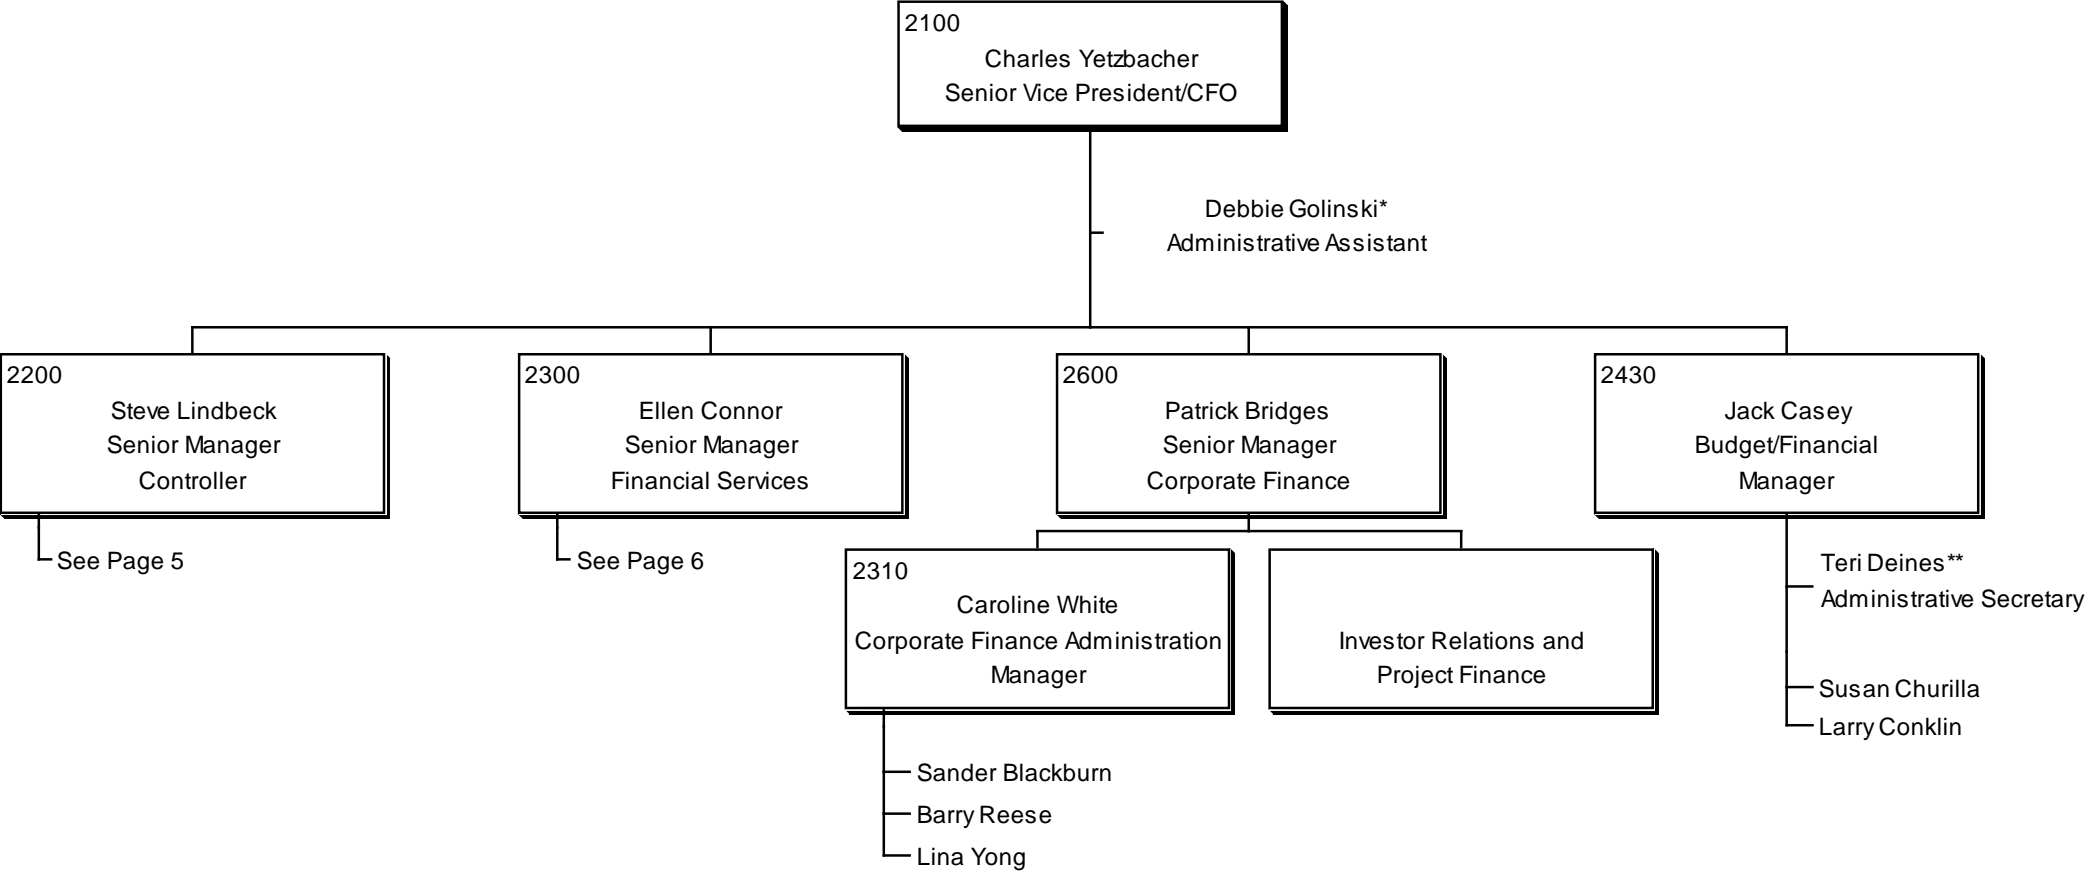 2100
Charles Yetzbacher
Senior Vice President/CFO
Debbie Golinski*
Administrative Assistant
2200
Steve Lindbeck
Senior Manager
Controller
See Page 5
2300
Ellen Connor
Senior Manager
Financial Services
See Page 6
2600
Patrick Bridges
Senior Manager
Corporate Finance
2310
Caroline White
Corporate Finance Administration
Manager
Sander Blackburn
Barry Reese
Lina Yong
Investor Relations and
Project Finance
2430
Jack Casey
Budget/Financial
Manager
Teri Deines**
Administrative Secretary
Susan Churilla
Larry Conklin